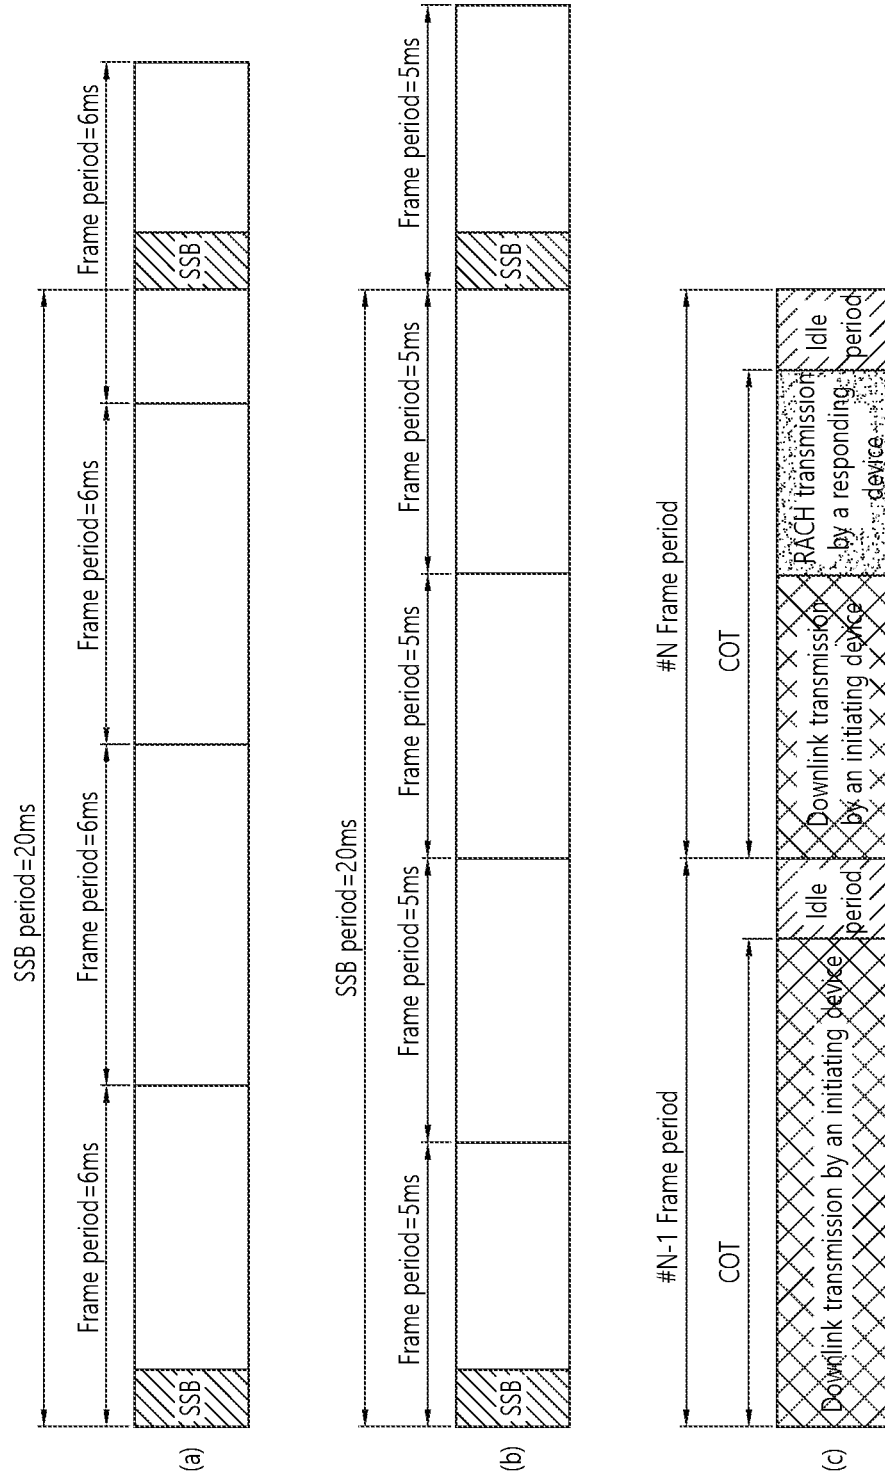 SSB period=20ms
Frame period=6ms
Frame period=6ms
Frame period=6ms
Frame period=6ms
(a)
SSB
SSB
SSB period=20ms
Frame period=5ms
Frame period=5ms
Frame period=5ms
Frame period=5ms
Frame period=5ms
(b)
SSB
SSB
#N-1 Frame period
#N Frame period
COT
COT
(c)
Downlink transmission by an initiating device
Idle
period
Downlink transmission
by an initiating device
RACH transmission
by a responding
device
Idle
period